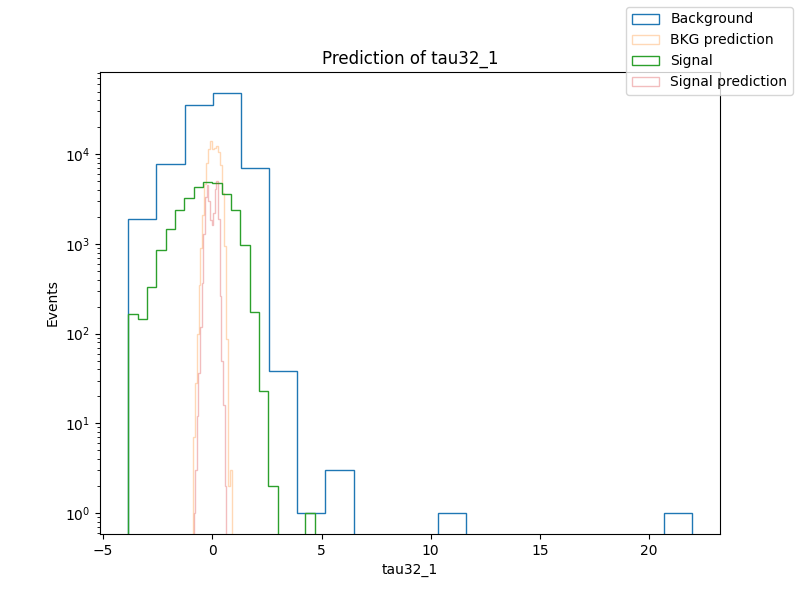 Prediction of tau32_1
Background
BKG prediction
Signal
Signal prediction
Events
10^4
10^3
10^2
10^1
10^0
−5 0 5 10 15 20
tau32_1